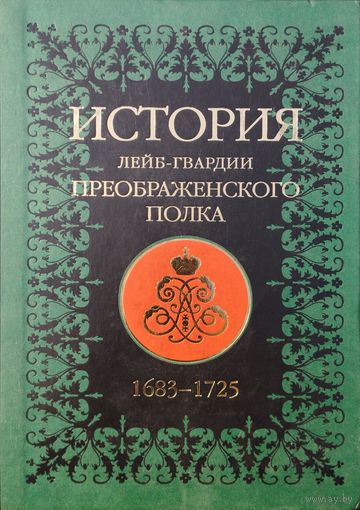 ИСТОРИЯ
ЛЕЙБ-ГВАРДИИ
ПРЕОБРАЖЕНСКОГО
ПОЛКА
1683–1725
www.ay.by